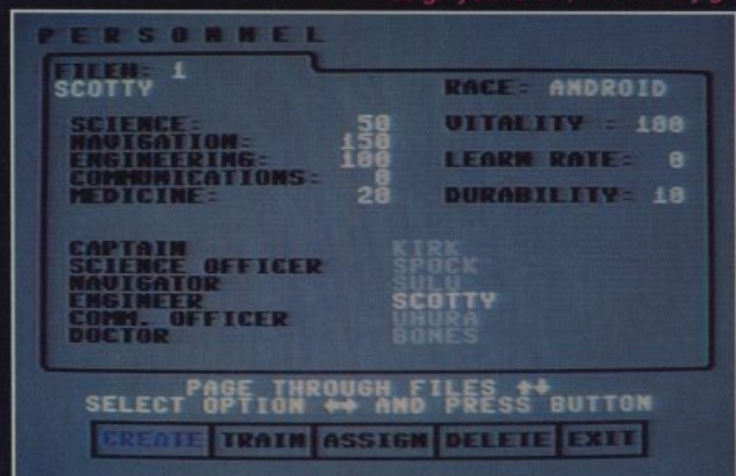 PERSONNEL
FILE#: 1
SCOTTY
RACE: ANDROID
SCIENCE: 50
NAVIGATION: 150
ENGINEERING: 100
COMMUNICATIONS: 0
MEDICINE: 20
VITALITY : 100
LEARN RATE: 0
DURABILITY: 10
CAPTAIN KIRK
SCIENCE OFFICER SPOCK
NAVIGATOR SULU
ENGINEER SCOTTY
COMM. OFFICER UHURA
DOCTOR BONES
PAGE THROUGH FILES ↑↓
SELECT OPTION ←→ AND PRESS BUTTON
CREATE TRAIN ASSIGN DELETE EXIT